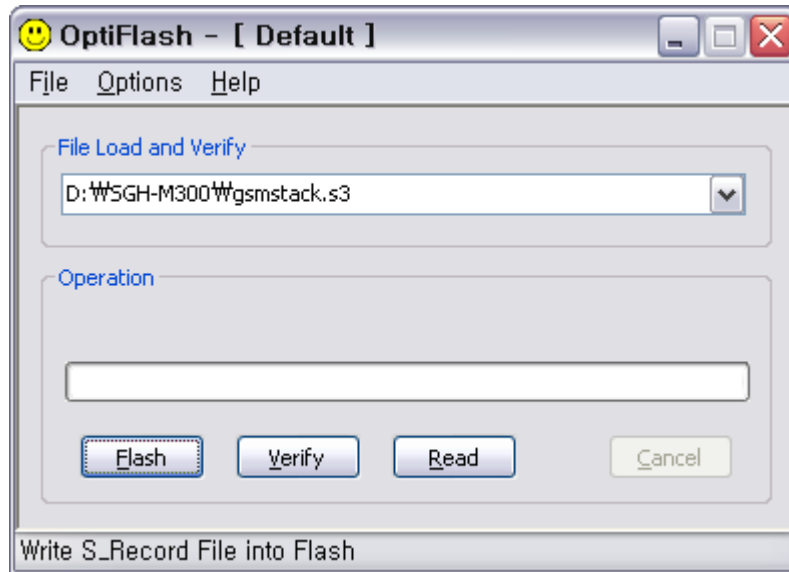 OptiFlash - [ Default ]
File Options Help
File Load and Verify
D:₩SGH-M300₩gsmstack.s3
Operation
Flash Verify Read Cancel
Write S_Record File into Flash